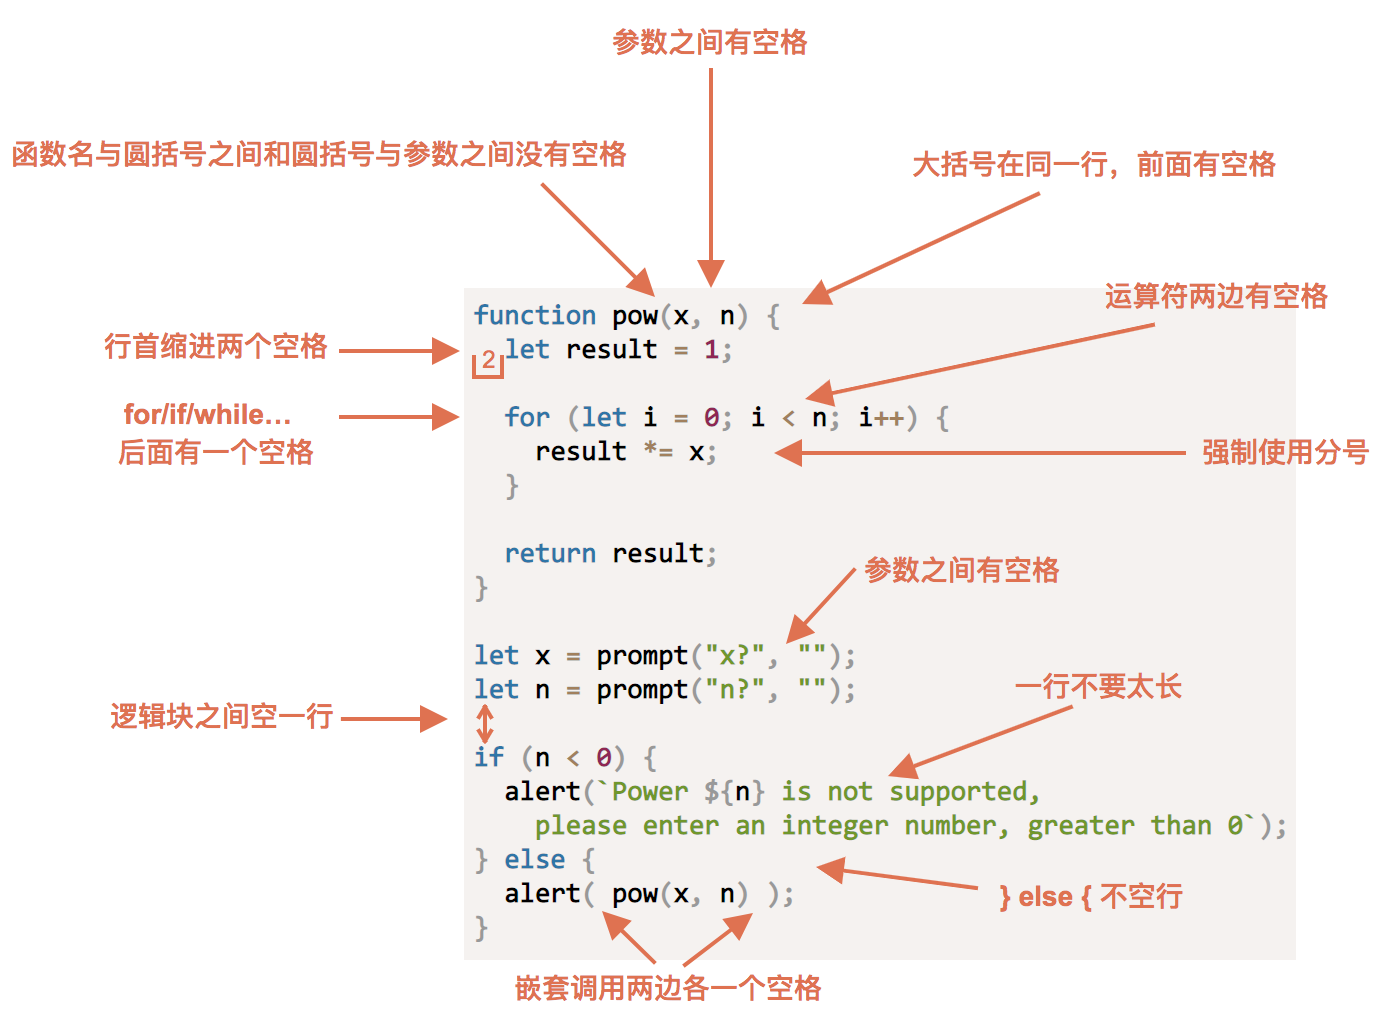 参数之间有空格
函数名与圆括号之间和圆括号与参数之间没有空格
大括号在同一行，前面有空格
运算符两边有空格
function pow(x, n) {
行首缩进两个空格
2
let result = 1;
for/if/while...
后面有一个空格
for (let i = 0; i < n; i++) {
result *= x;
强制使用分号
}
return result;
}
参数之间有空格
let x = prompt("x?", "");
let n = prompt("n?", "");
一行不要太长
逻辑块之间空一行
if (n < 0) {
alert(`Power ${n} is not supported,
please enter an integer number, greater than 0`);
} else {
alert( pow(x, n) );
} else { 不空行
}
嵌套调用两边各一个空格